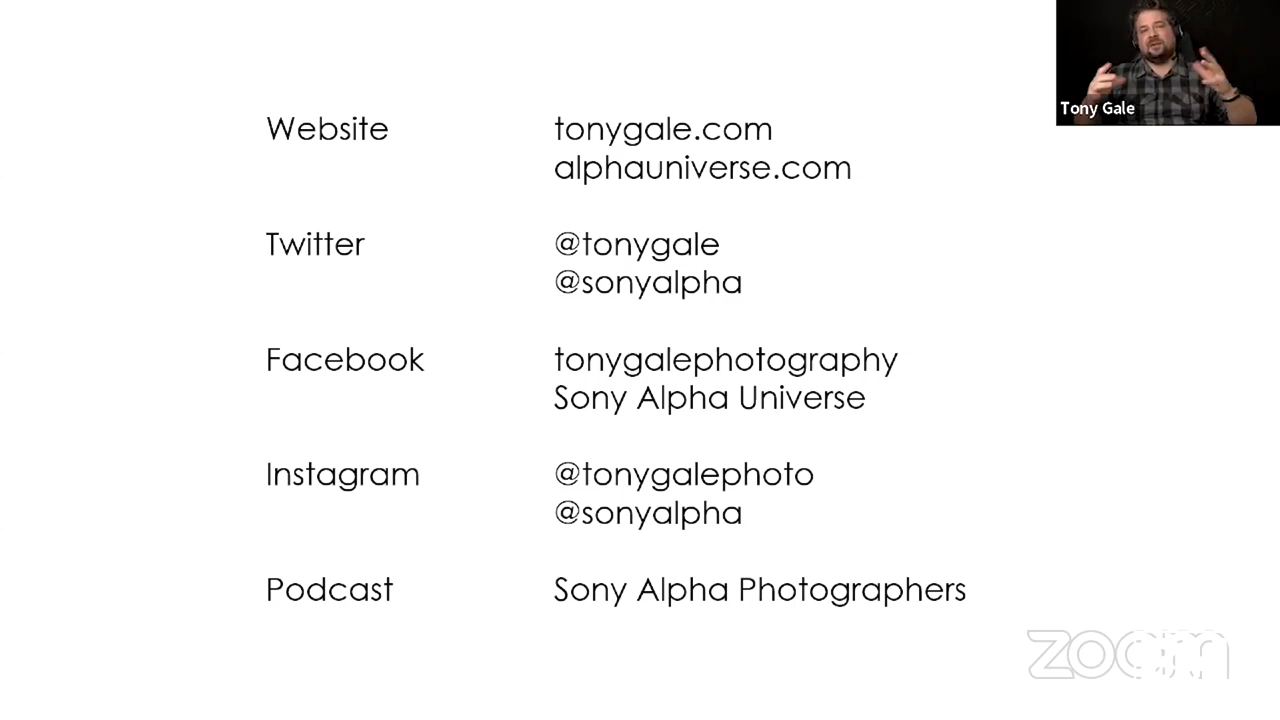 Tony Gale
Website tonygale.com
alphauniverse.com
Twitter @tonygale
@sonyalpha
Facebook tonygalephotography
Sony Alpha Universe
Instagram @tonygalephoto
@sonyalpha
Podcast Sony Alpha Photographers
zoom